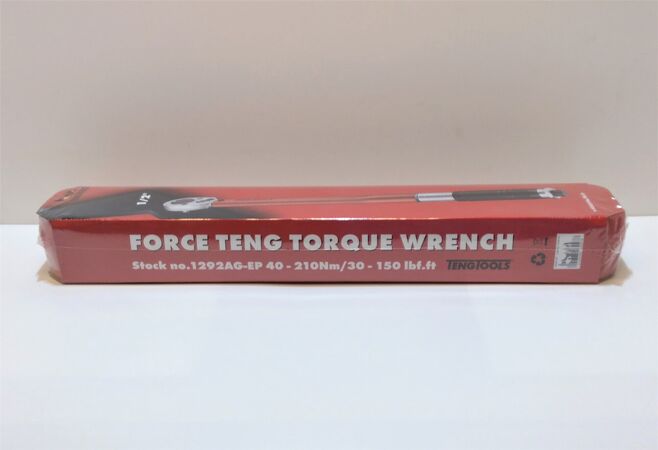 1/2"
FORCE TENG TORQUE WRENCH
Stock no.1292AG-EP 40 - 210Nm/30 - 150 lbf.ft
TENGTOOLS